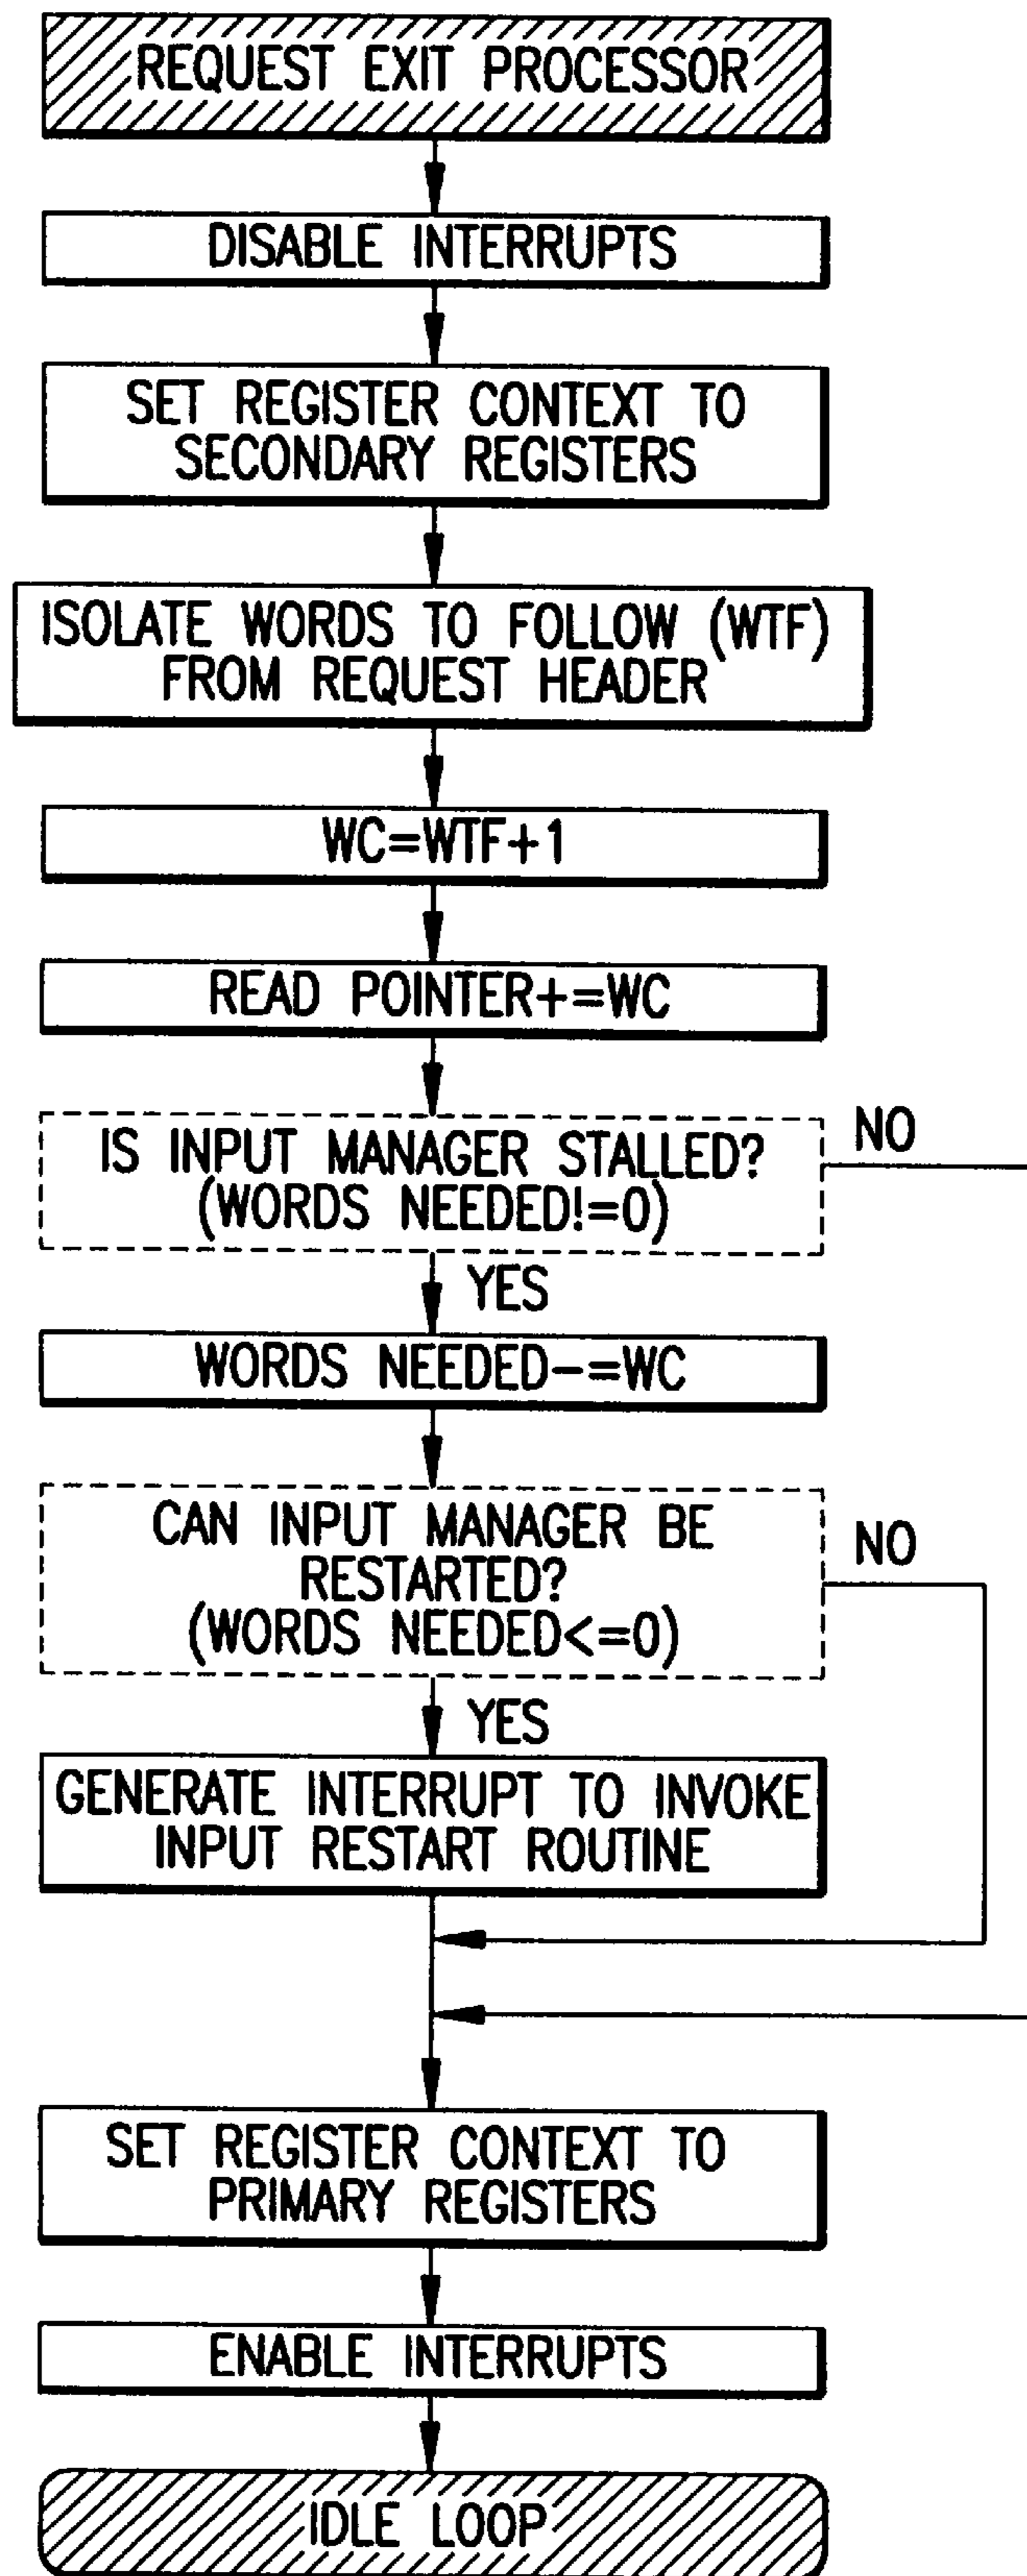 REQUEST EXIT PROCESSOR
DISABLE INTERRUPTS
SET REGISTER CONTEXT TO
SECONDARY REGISTERS
ISOLATE WORDS TO FOLLOW (WTF)
FROM REQUEST HEADER
WC=WTF+1
READ POINTER+=WC
IS INPUT MANAGER STALLED?
(WORDS NEEDED!=0)
NO
YES
WORDS NEEDED-=WC
CAN INPUT MANAGER BE
RESTARTED?
(WORDS NEEDED<=0)
NO
YES
GENERATE INTERRUPT TO INVOKE
INPUT RESTART ROUTINE
SET REGISTER CONTEXT TO
PRIMARY REGISTERS
ENABLE INTERRUPTS
IDLE LOOP